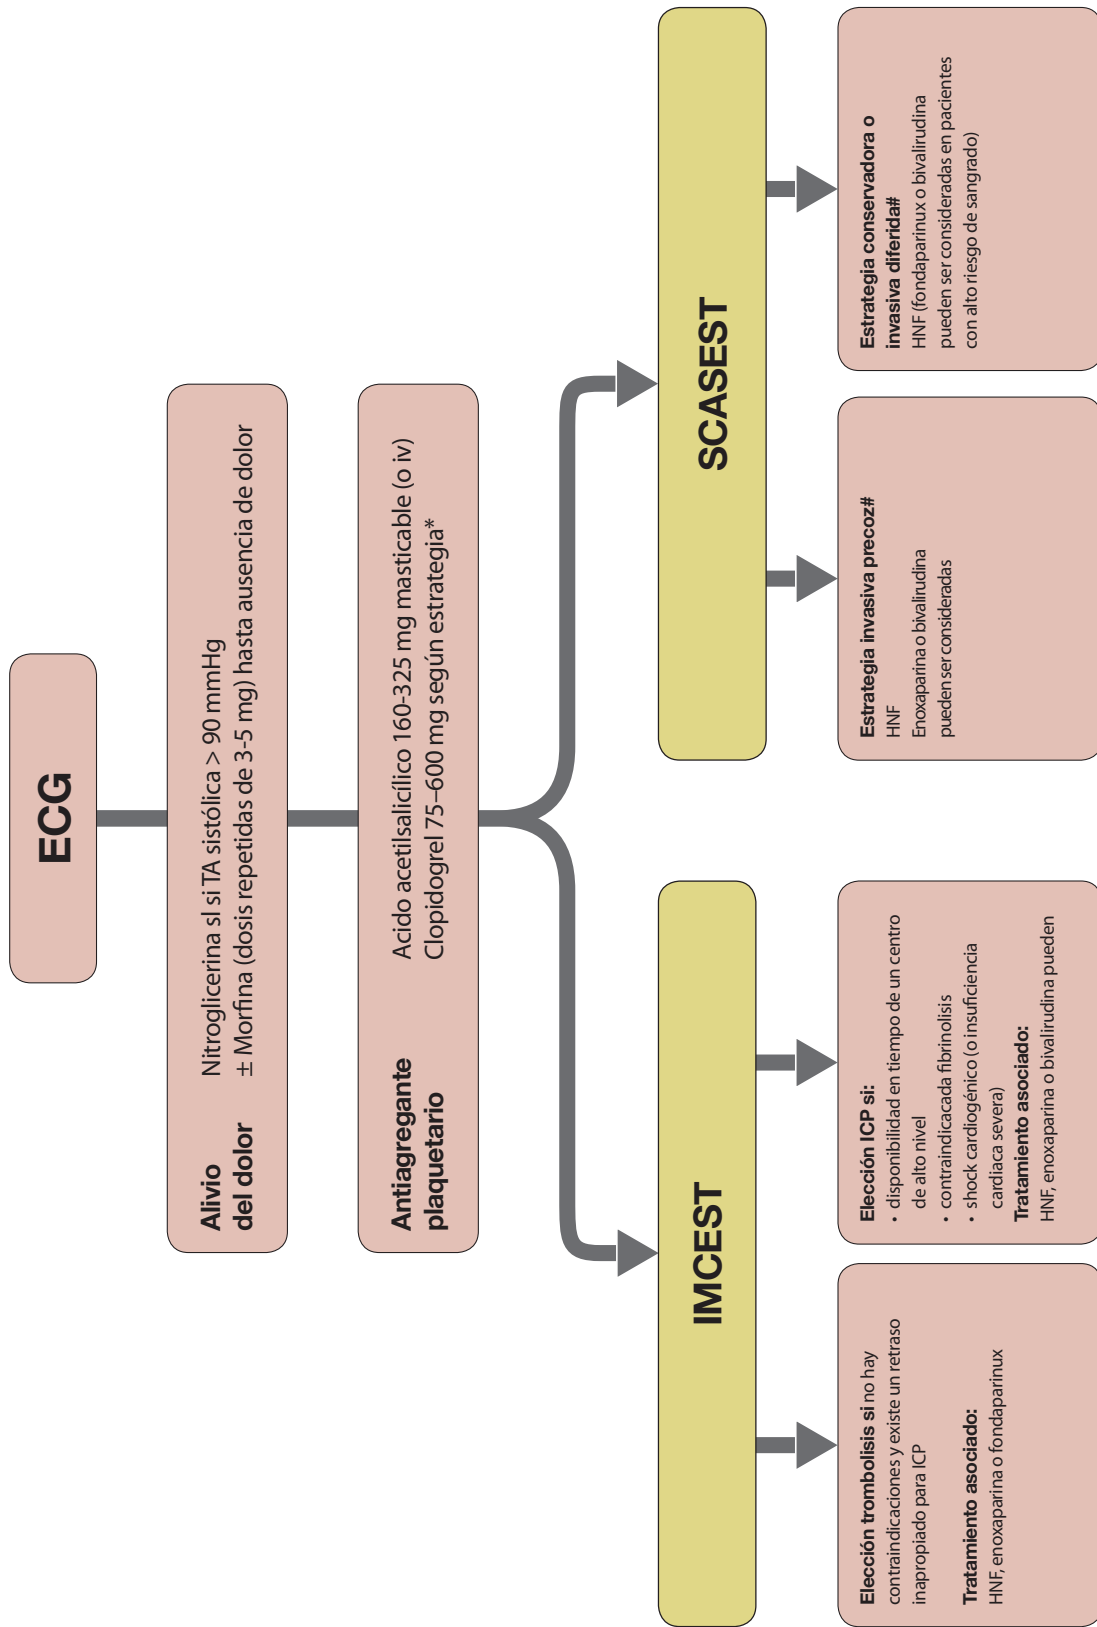 ECG
Alivio
del dolor
Nitroglicerina sl si TA sistólica > 90 mmHg
± Morfina (dosis repetidas de 3-5 mg) hasta ausencia de dolor
Antiagregante
plaquetario
Acido acetilsalicílico 160-325 mg masticable (o iv)
Clopidogrel 75–600 mg según estrategia*
IMCEST
SCASEST
Elección trombolisis si no hay
contraindicaciones y existe un retraso
inapropiado para ICP
Tratamiento asociado:
HNF, enoxaparina o fondaparinux
Elección ICP si:
• disponibilidad en tiempo de un centro
de alto nivel
• contraindicacada fibrinolisis
• shock cardiogénico (o insuficiencia
cardiaca severa)
Tratamiento asociado:
HNF, enoxaparina o bivalirudina pueden
Estrategia invasiva precoz#
HNF
Enoxaparina o bivalirudina
pueden ser consideradas
Estrategia conservadora o
invasiva diferida#
HNF (fondaparinux o bivalirudina
pueden ser consideradas en pacientes
con alto riesgo de sangrado)